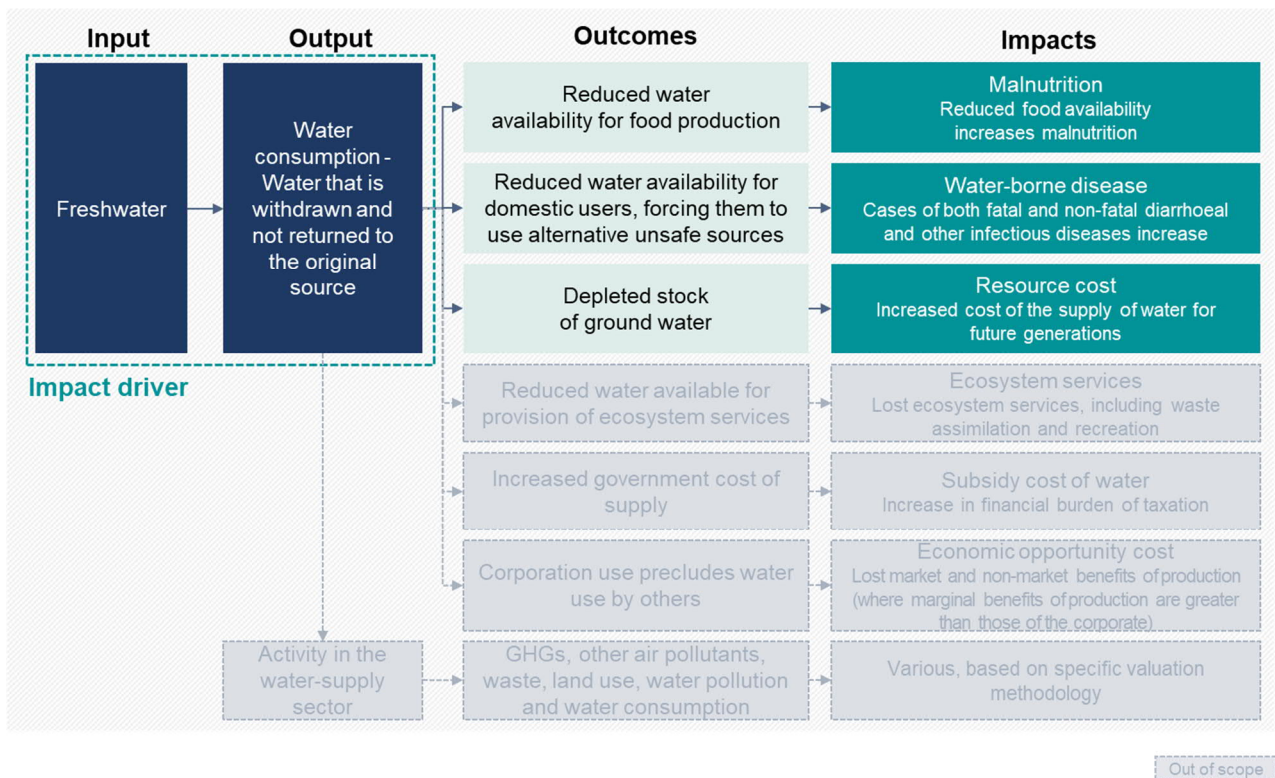 Input
Output
Outcomes
Impacts
Freshwater
Water
consumption -
Water that is
withdrawn and
not returned to
the original
source
Impact driver
Reduced water
availability for food production
Malnutrition
Reduced food availability
increases malnutrition
Reduced water availability for
domestic users, forcing them to
use alternative unsafe sources
Water-borne disease
Cases of both fatal and non-fatal diarrhoeal
and other infectious diseases increase
Depleted stock
of ground water
Resource cost
Increased cost of the supply of water for
future generations
Reduced water available for
provision of ecosystem services
Ecosystem services
Lost ecosystem services, including waste
assimilation and recreation
Increased government cost of
supply
Subsidy cost of water
Increase in financial burden of taxation
Corporation use precludes water
use by others
Economic opportunity cost
Lost market and non-market benefits of production
(where marginal benefits of production are greater
than those of the corporate)
Activity in the
water-supply
sector
GHGs, other air pollutants,
waste, land use, water pollution
and water consumption
Various, based on specific valuation
methodology
Out of scope